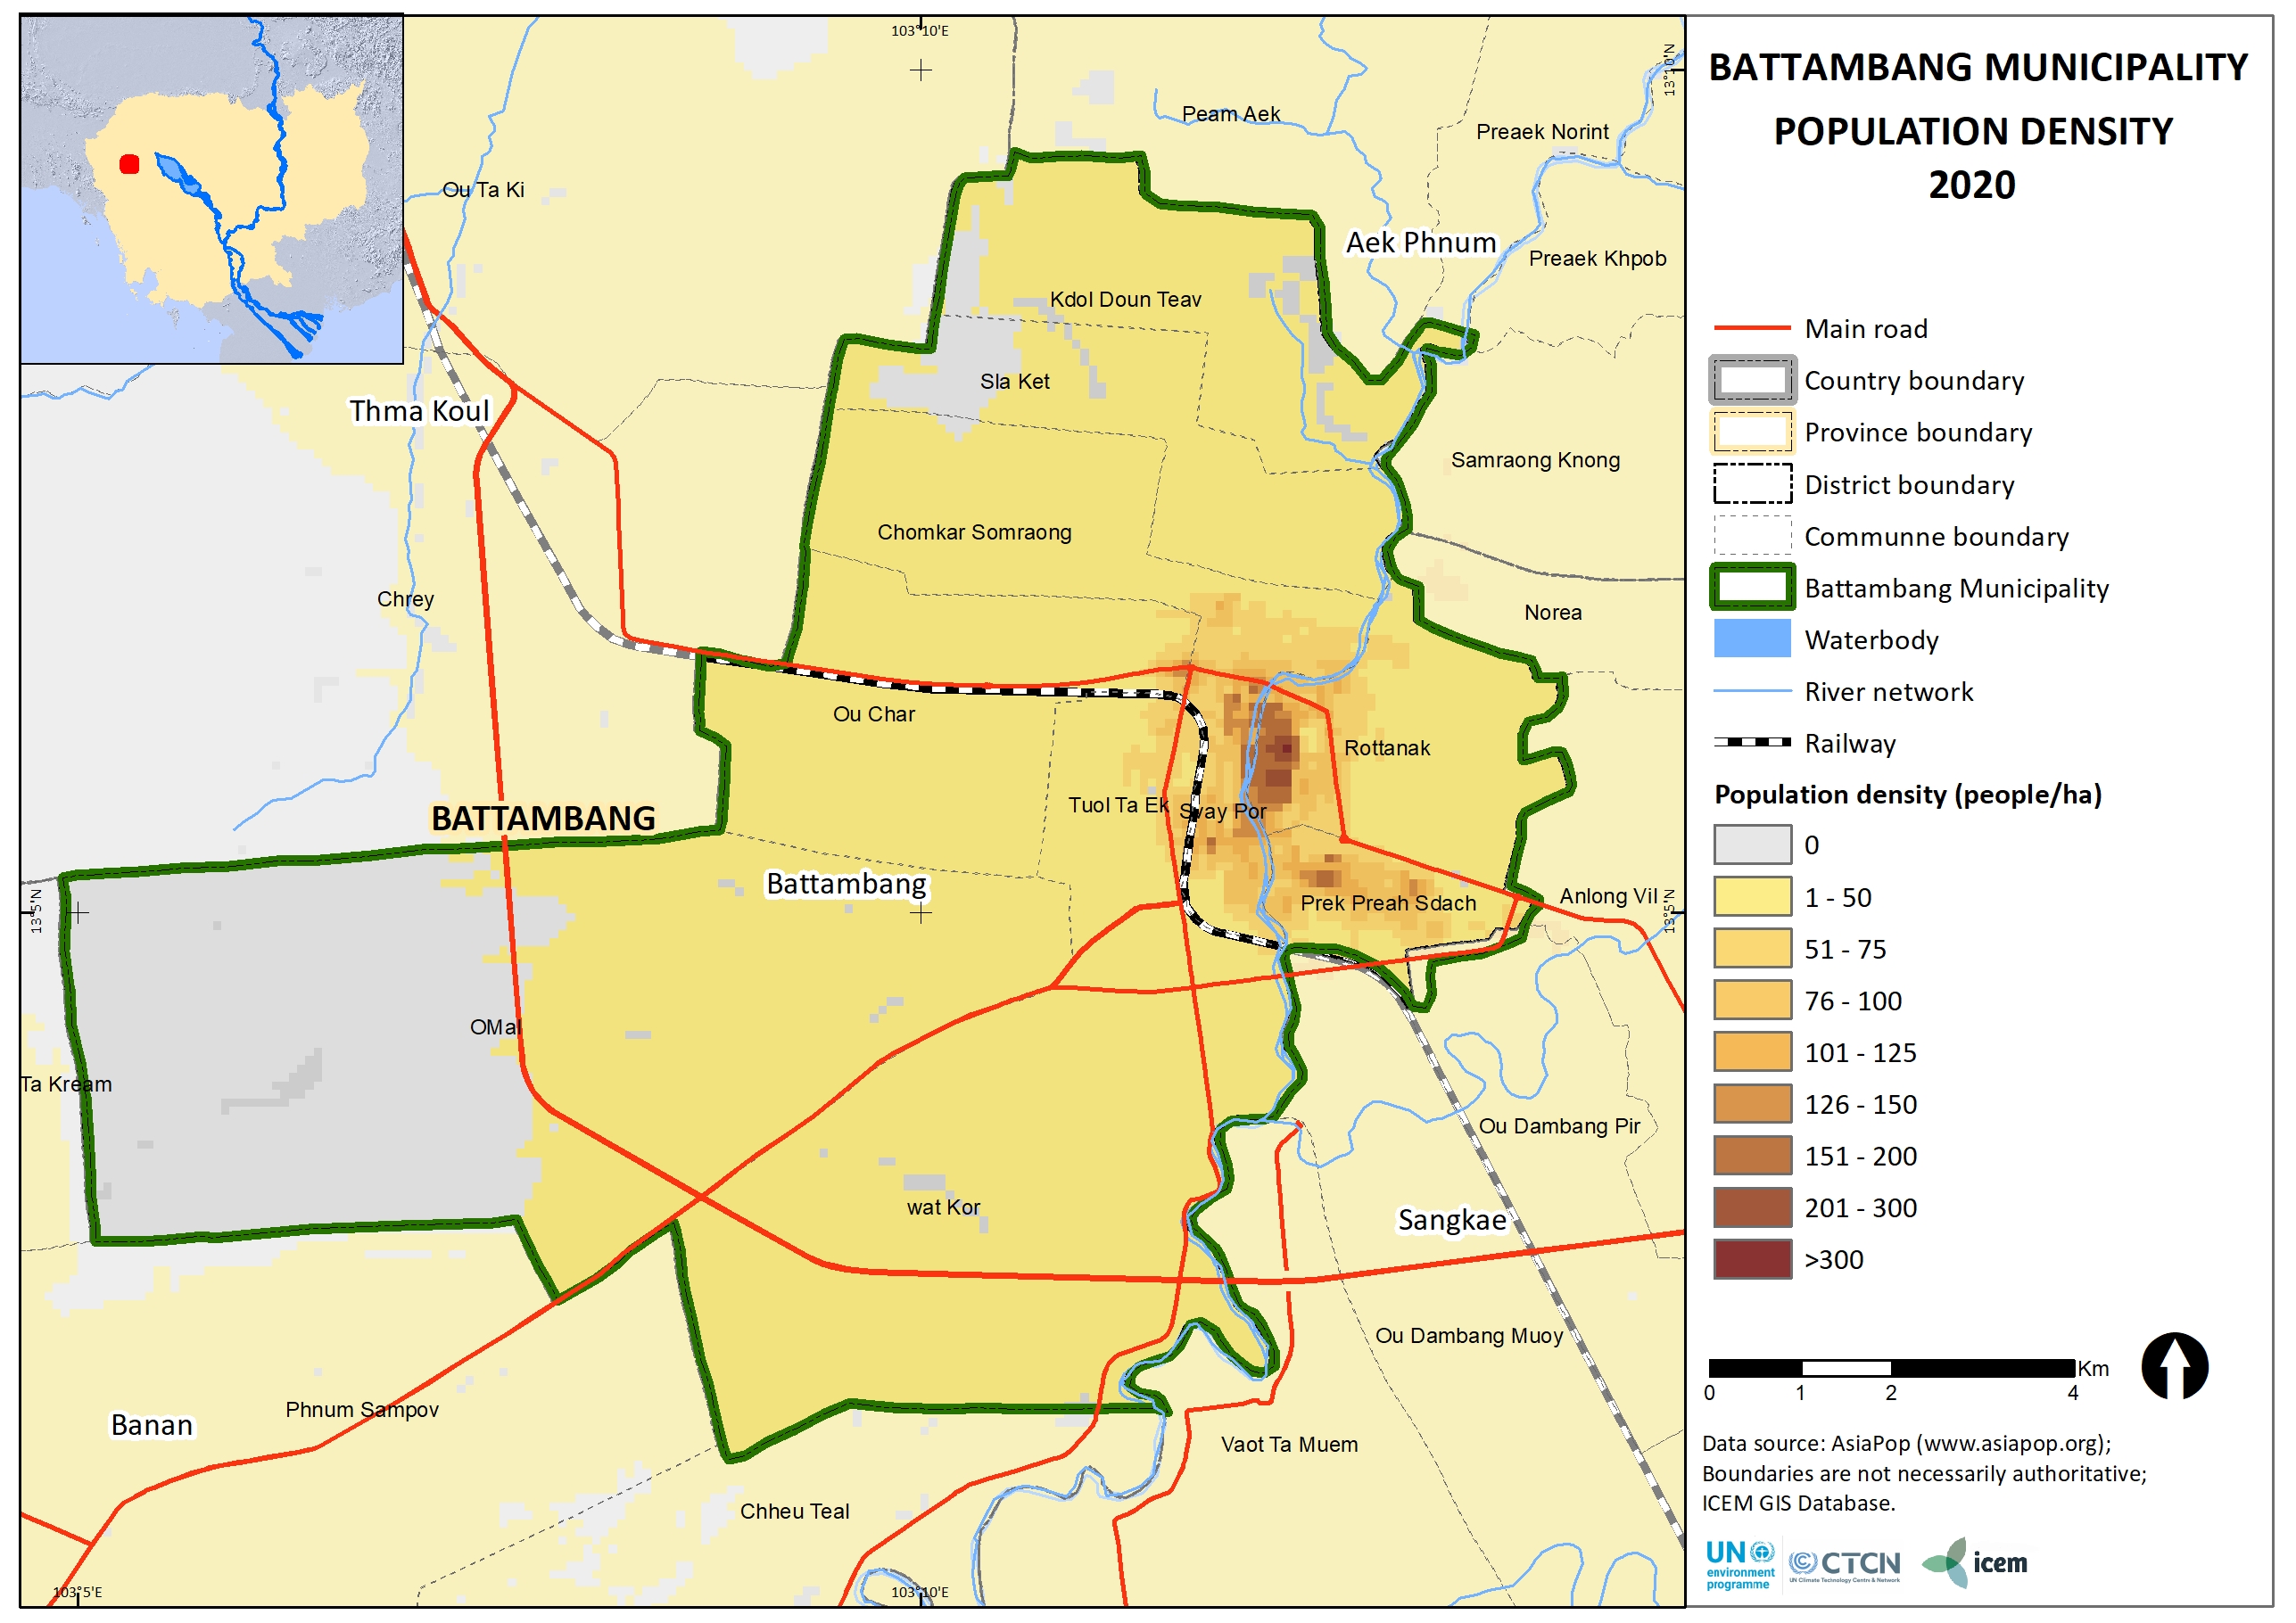 BATTAMBANG MUNICIPALITY
POPULATION DENSITY
2020
103°10'E
13°10'N
Peam Aek
Preaek Norint
Ou Ta Ki
Aek Phnum
Preaek Khpob
Kdol Doun Teav
Sla Ket
Thma Koul
Samraong Knong
Chomkar Somraong
Chrey
Norea
Ou Char
Rottanak
Tuol Ta Ek
Svay Por
BATTAMBANG
Battambang
Prek Preah Sdach
Anlong Vil
13°5'N
13°5'N
OMal
Ta Kream
Ou Dambang Pir
wat Kor
Sangkae
Ou Dambang Muoy
Phnum Sampov
Banan
Vaot Ta Muem
Chheu Teal
103°5'E
103°10'E
Main road
Country boundary
Province boundary
District boundary
Communne boundary
Battambang Municipality
Waterbody
River network
Railway
Population density (people/ha)
0
1 - 50
51 - 75
76 - 100
101 - 125
126 - 150
151 - 200
201 - 300
>300
Km
0 1 2 4
Data source: AsiaPop (www.asiapop.org);
Boundaries are not necessarily authoritative;
ICEM GIS Database.
UN
environment
programme
CTCN
UN Climate Technology Centre & Network
icem